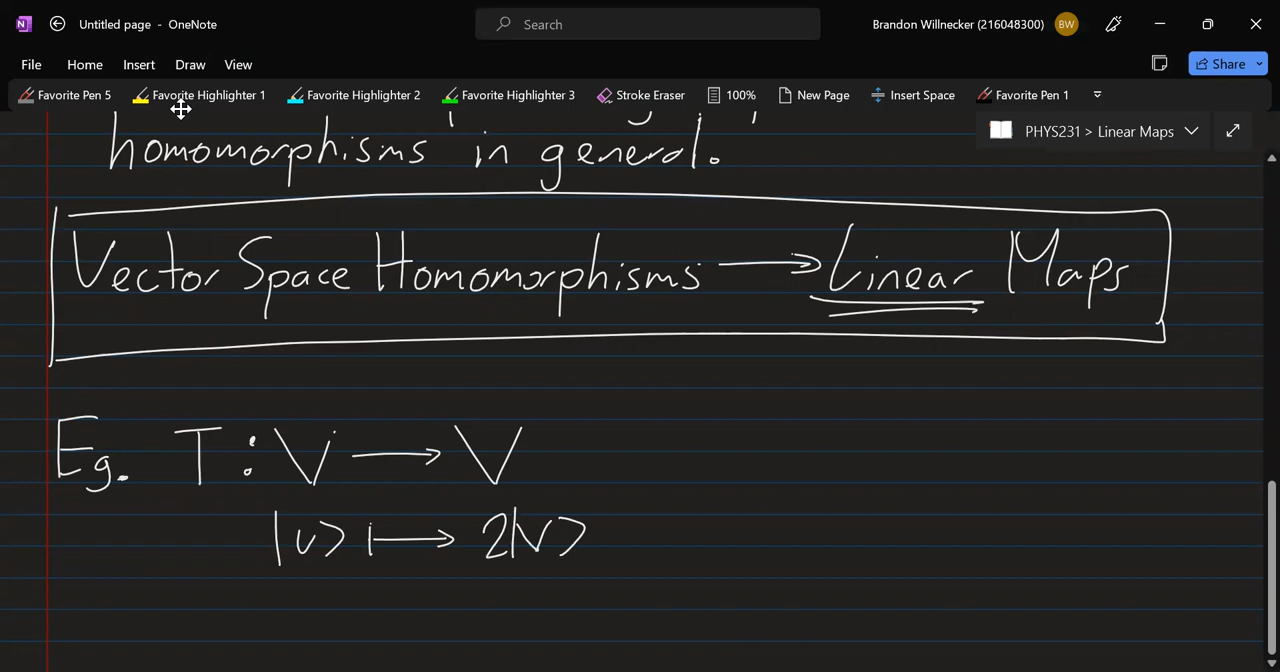 Untitled page - OneNote
Search
Brandon Willnecker (216048300) BW
File Home Insert Draw View
Share
Favorite Pen 5 Favorite Highlighter 1 Favorite Highlighter 2 Favorite Highlighter 3 Stroke Eraser 100% New Page Insert Space Favorite Pen 1
PHYS231 > Linear Maps
homomorphisms in general.
Vector Space Homomorphisms → Linear Maps
Eg. T : V → V
|v> ↦ 2|v>